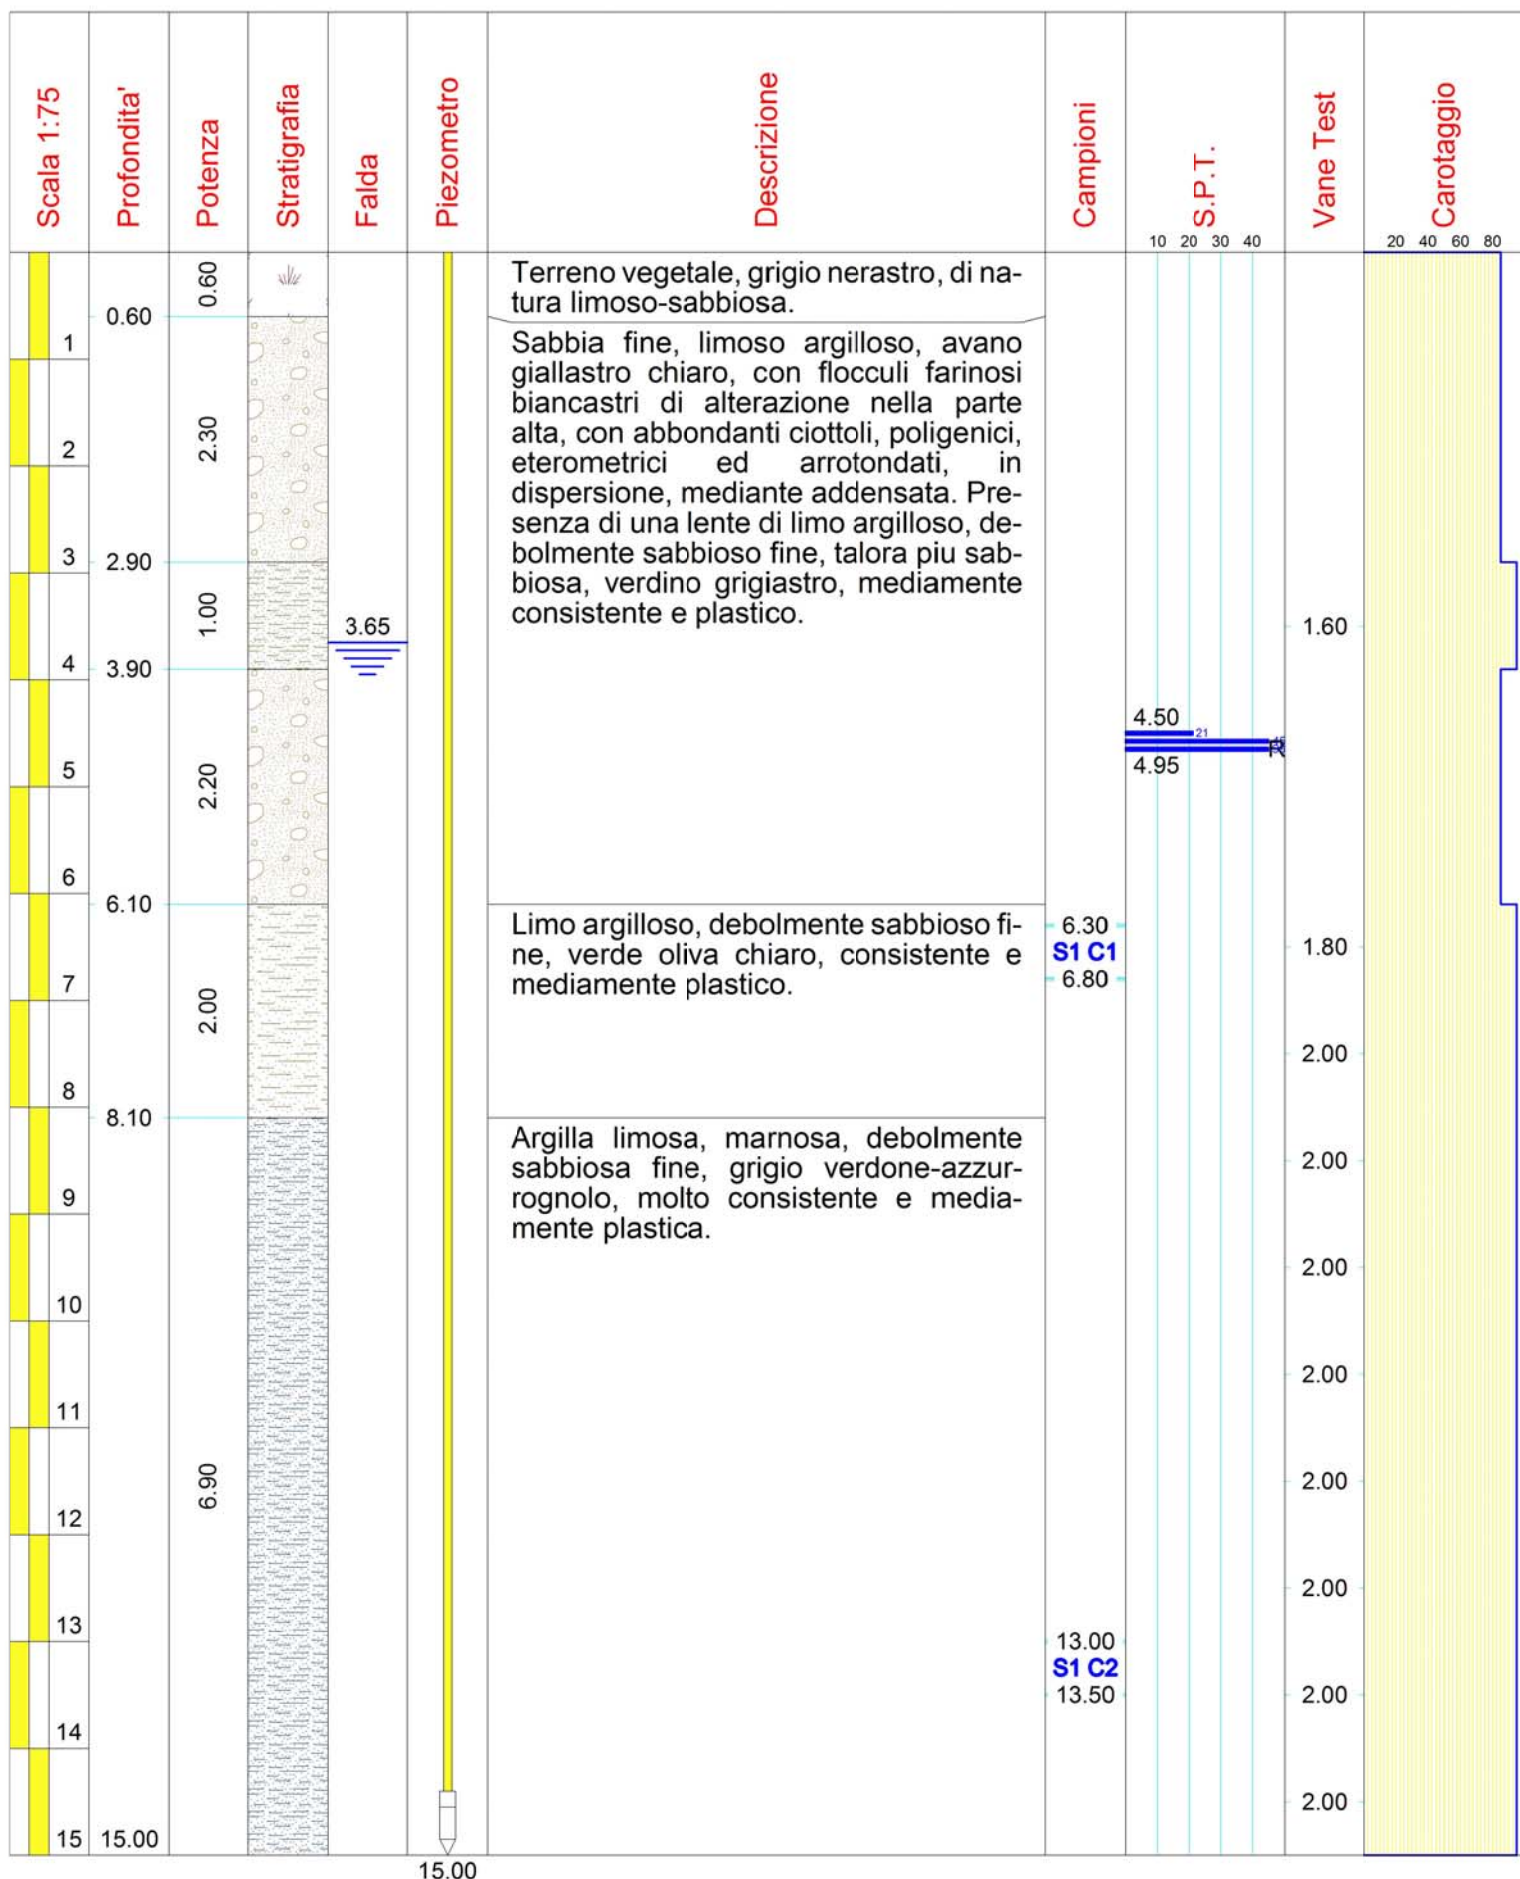 Scala 1:75
Profondita'
Potenza
Stratigrafia
Falda
Piezometro
Descrizione
Campioni
S.P.T.
Vane Test
Carotaggio
10 20 30 40
20 40 60 80
0.60
Terreno vegetale, grigio nerastro, di na-
tura limoso-sabbiosa.
0.60
1
Sabbia fine, limoso argilloso, avano
giallastro chiaro, con flocculi farinosi
biancastri di alterazione nella parte
alta, con abbondanti ciottoli, poligenici,
eterometrici ed arrotondati, in
dispersione, mediante addensata. Pre-
senza di una lente di limo argilloso, de-
bolmente sabbioso fine, talora piu sab-
biosa, verdino grigiastro, mediamente
consistente e plastico.
2.30
2
3
2.90
1.00
3.65
1.60
4
3.90
4.50
21
R
4.95
5
2.20
6
6.10
Limo argilloso, debolmente sabbioso fi-
ne, verde oliva chiaro, consistente e
mediamente plastico.
6.30
S1 C1
6.80
1.80
7
2.00
2.00
8
8.10
Argilla limosa, marnosa, debolmente
sabbiosa fine, grigio verdone-azzur-
rognolo, molto consistente e media-
mente plastica.
2.00
9
2.00
10
2.00
11
6.90
2.00
12
2.00
13
13.00
S1 C2
13.50
2.00
14
2.00
15
15.00
15.00